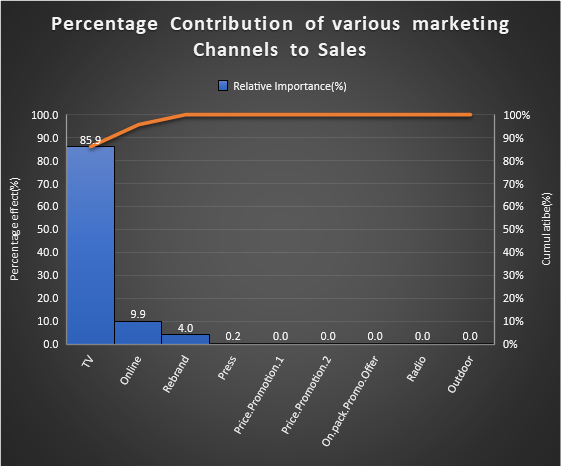 Percentage Contribution of various marketing
Channels to Sales
Relative Importance(%)
100.0
90.0
80.0
70.0
60.0
50.0
40.0
30.0
20.0
10.0
0.0
Percentage effect(%)
85.9
9.9
4.0
0.2
0.0
0.0
0.0
0.0
0.0
100%
90%
80%
70%
60%
50%
40%
30%
20%
10%
0%
Cumulatibe(%)
TV
Online
Rebrand
Press
Price.Promotion.1
Price.Promotion.2
On.pack.Promo.Offer
Radio
Outdoor